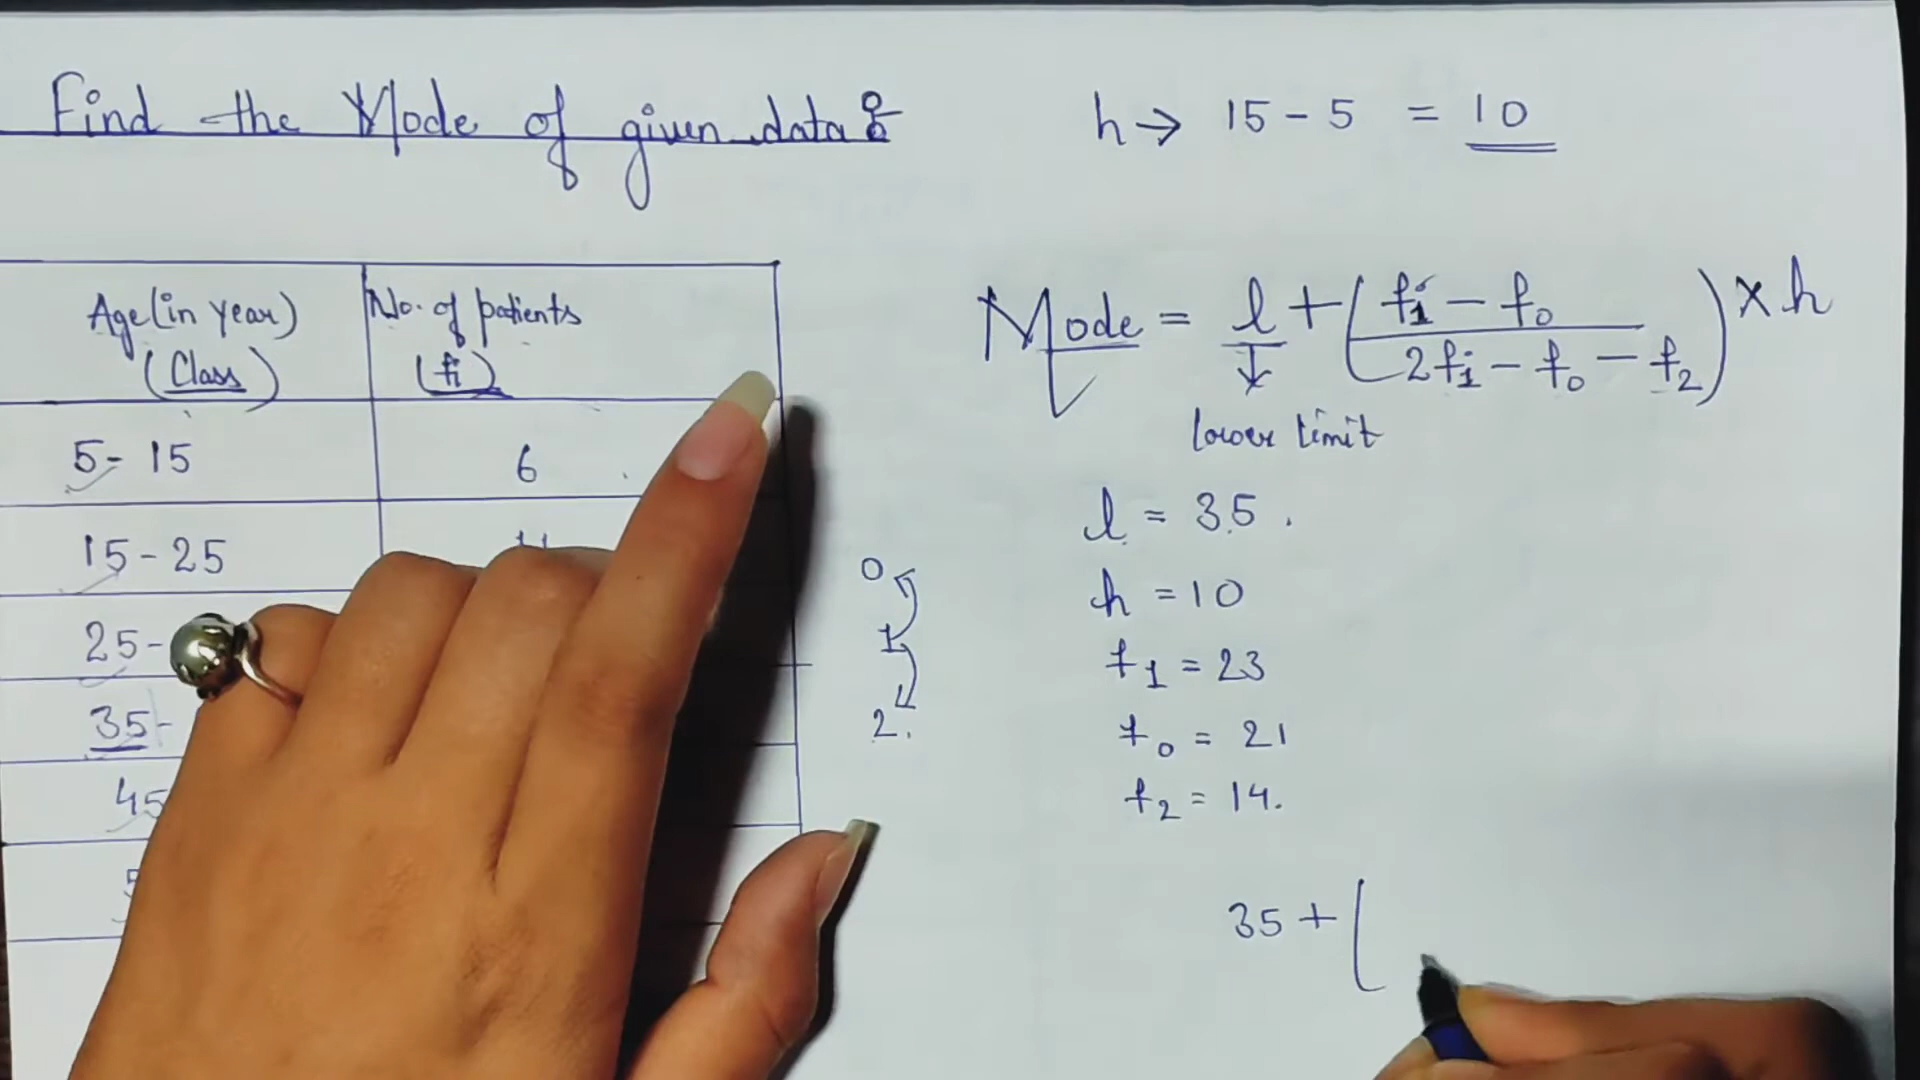 Find the Mode of given data :-
h → 15 - 5 = 10
Age (in year)
(Class)
No. of patients
(fi)
5 - 15
6
15 - 25
11
25 -
35 -
45
5
0
1
2.
Mode = l + (f1 - f0 / 2f1 - f0 - f2) × h
lower limit
l = 35.
h = 10
f1 = 23
f0 = 21
f2 = 14.
35 + (